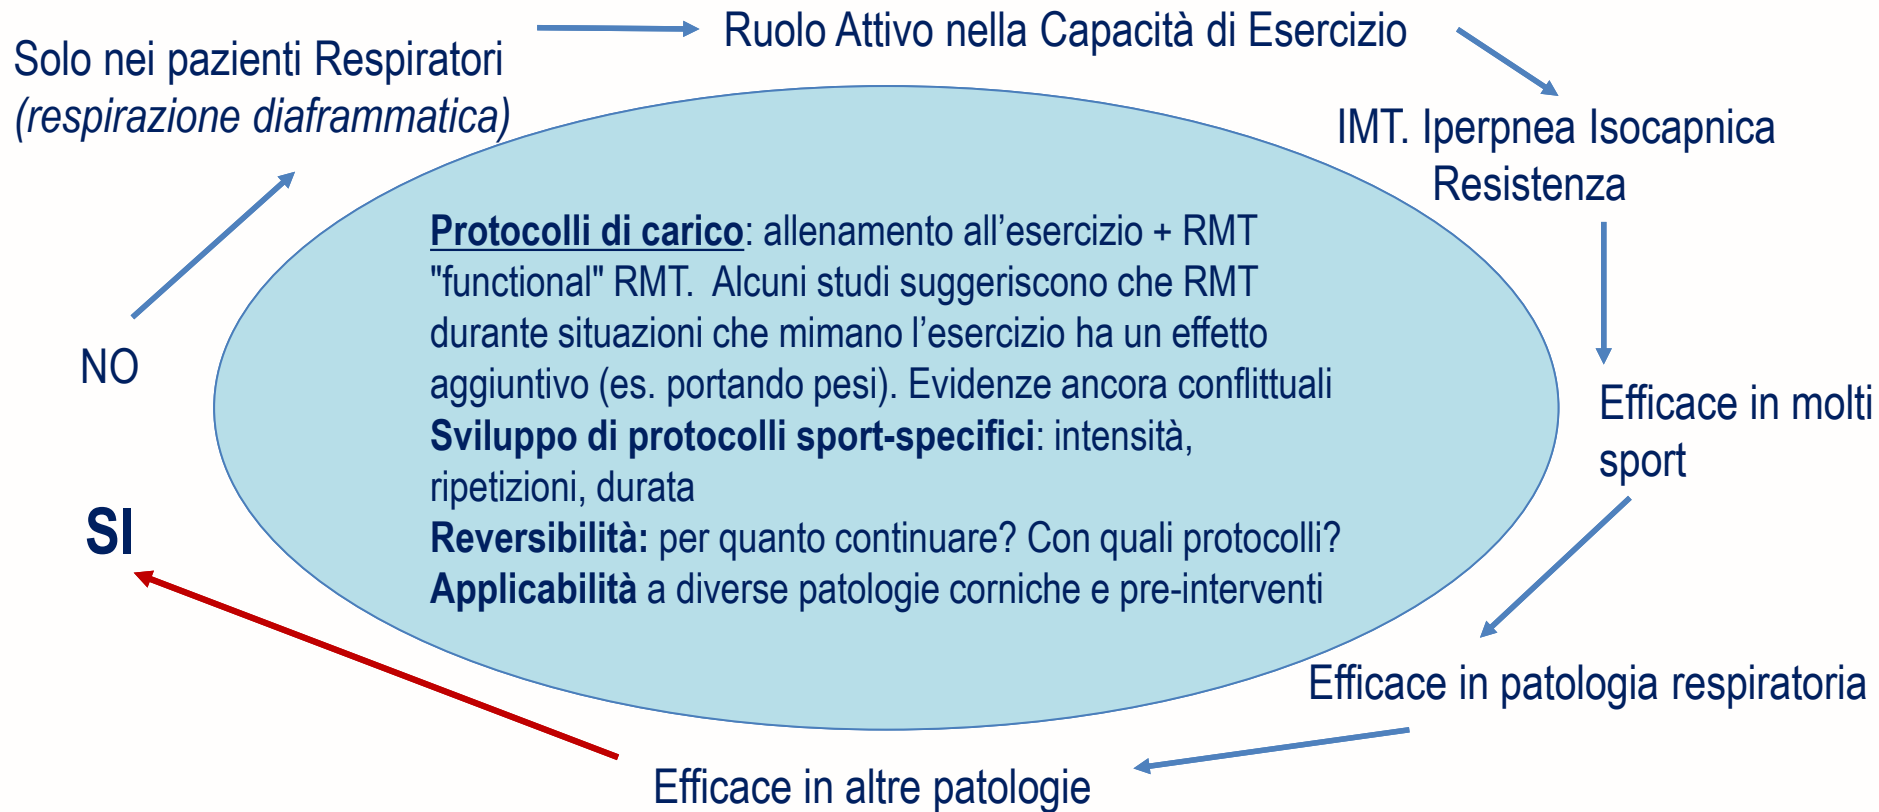 Ruolo Attivo nella Capacità di Esercizio
Solo nei pazienti Respiratori
(respirazione diaframmatica)
IMT. Iperpnea Isocapnica
Resistenza
Protocolli di carico: allenamento all’esercizio + RMT
"functional" RMT. Alcuni studi suggeriscono che RMT
durante situazioni che mimano l’esercizio ha un effetto
aggiuntivo (es. portando pesi). Evidenze ancora conflittuali
Sviluppo di protocolli sport-specifici: intensità,
ripetizioni, durata
Reversibilità: per quanto continuare? Con quali protocolli?
Applicabilità a diverse patologie corniche e pre-interventi
NO
SI
Efficace in molti
sport
Efficace in patologia respiratoria
Efficace in altre patologie